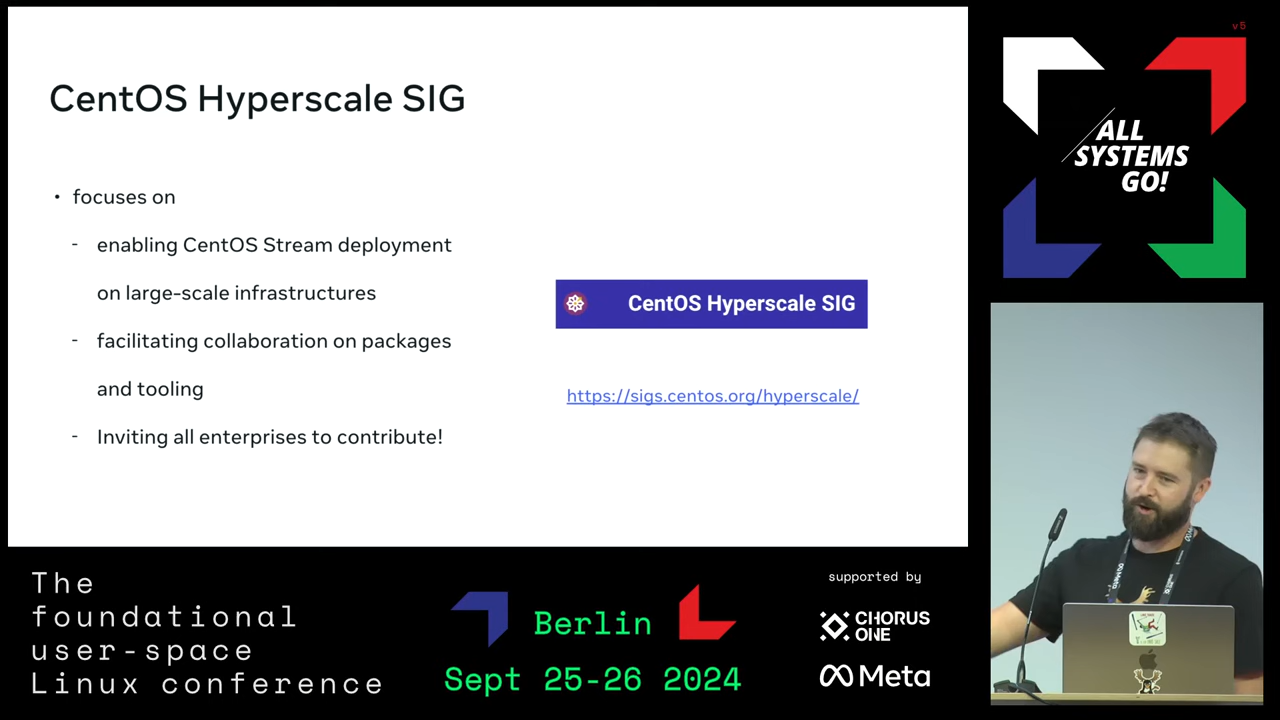 CentOS Hyperscale SIG
• focuses on
- enabling CentOS Stream deployment
on large-scale infrastructures
- facilitating collaboration on packages
and tooling
- Inviting all enterprises to contribute!
CentOS Hyperscale SIG
https://sigs.centos.org/hyperscale/
v5
ALL
SYSTEMS
GO!
The
foundational
user-space
Linux conference
Berlin
Sept 25-26 2024
supported by
CHORUS
ONE
Meta